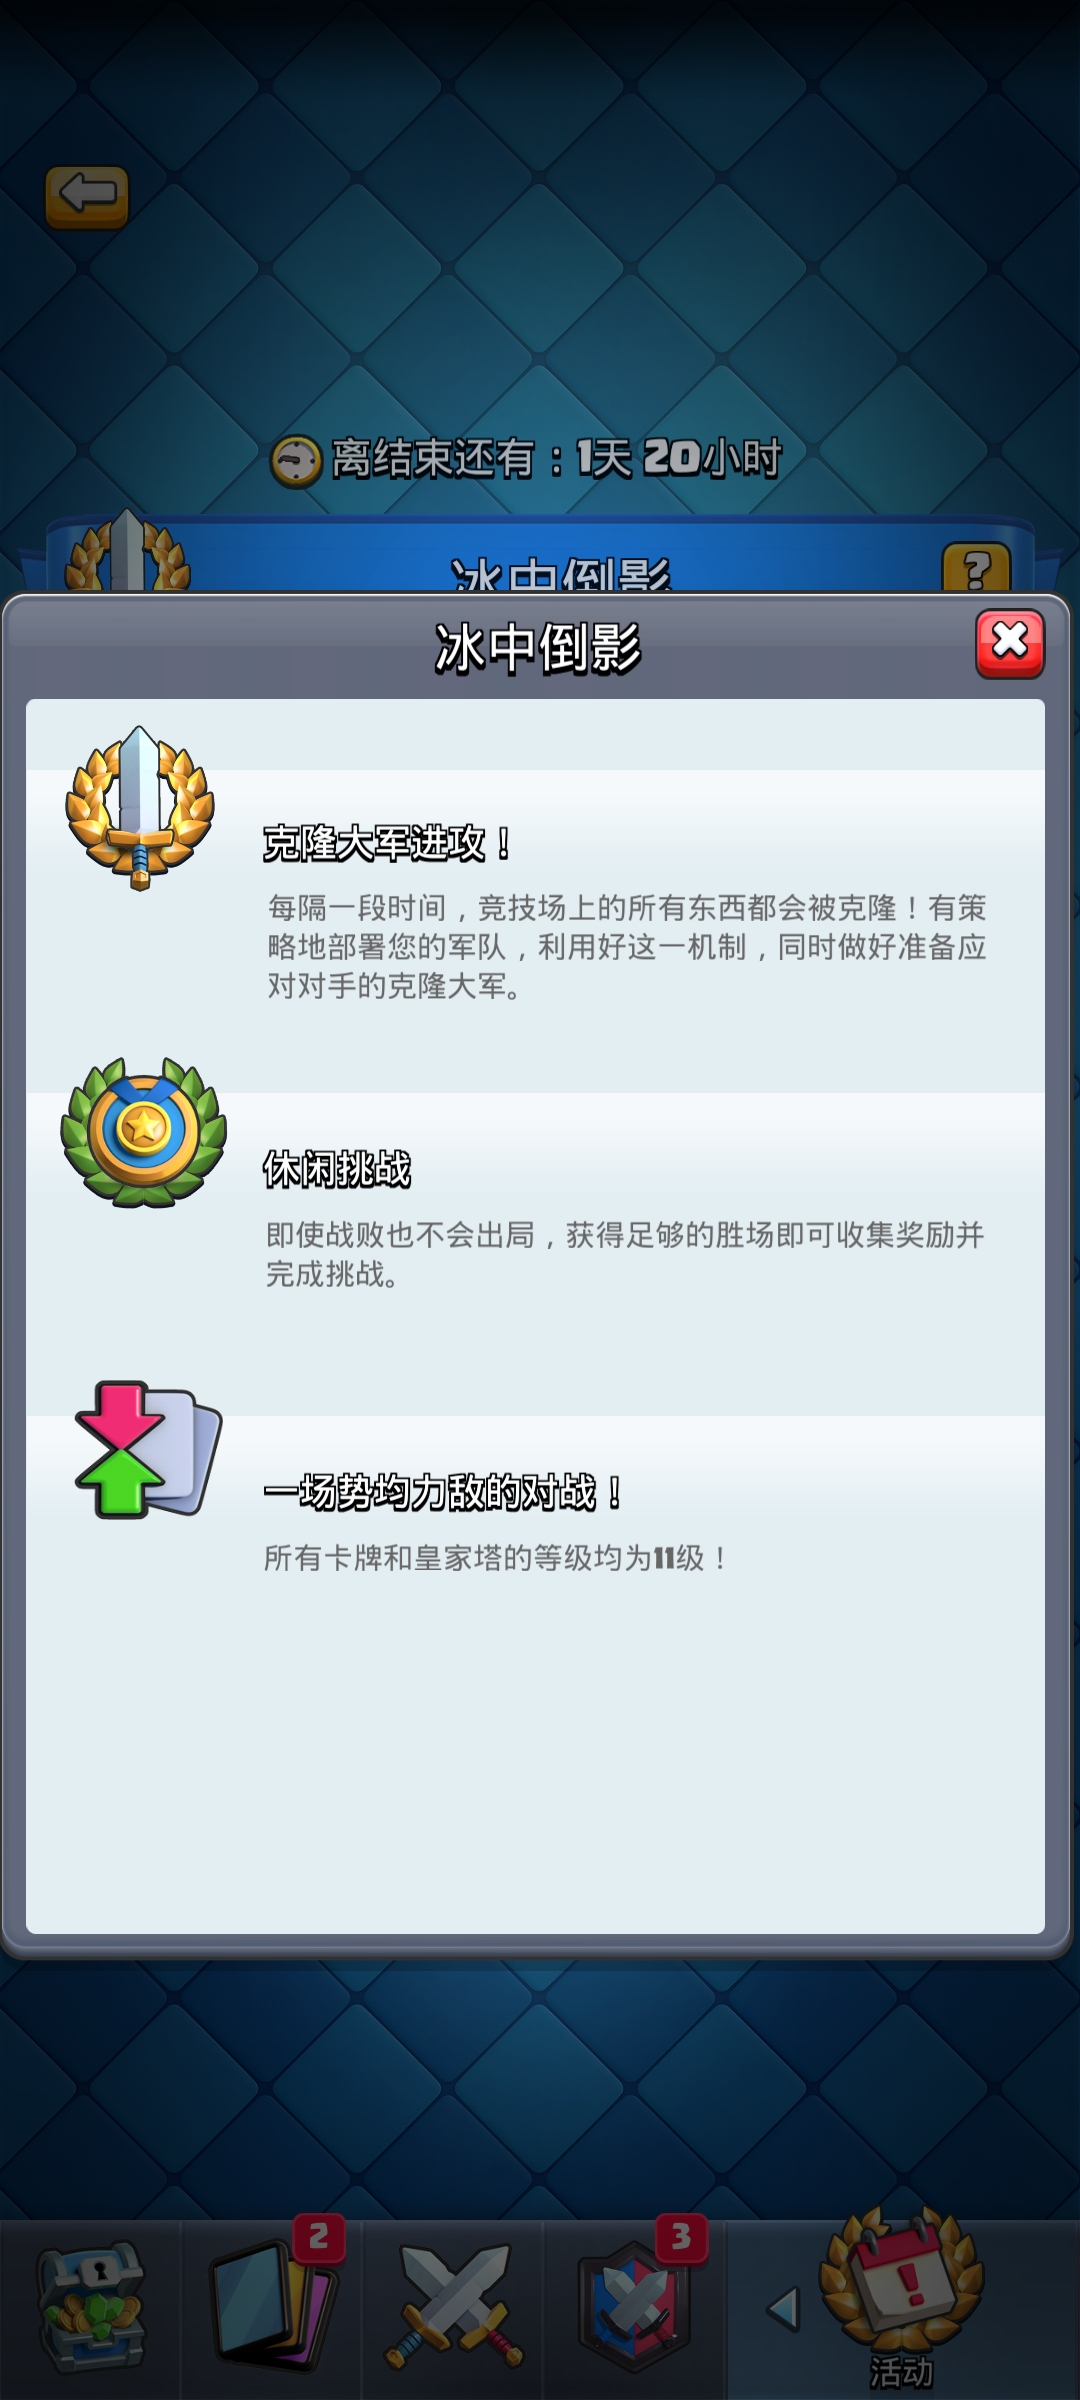 离结束还有：1天 20小时
冰中倒影
?
冰中倒影
克隆大军进攻！
每隔一段时间，竞技场上的所有东西都会被克隆！有策
略地部署您的军队，利用好这一机制，同时做好准备应
对对手的克隆大军。
休闲挑战
即使战败也不会出局，获得足够的胜场即可收集奖励并
完成挑战。
一场势均力敌的对战！
所有卡牌和皇家塔的等级均为11级！
2
3
!
活动